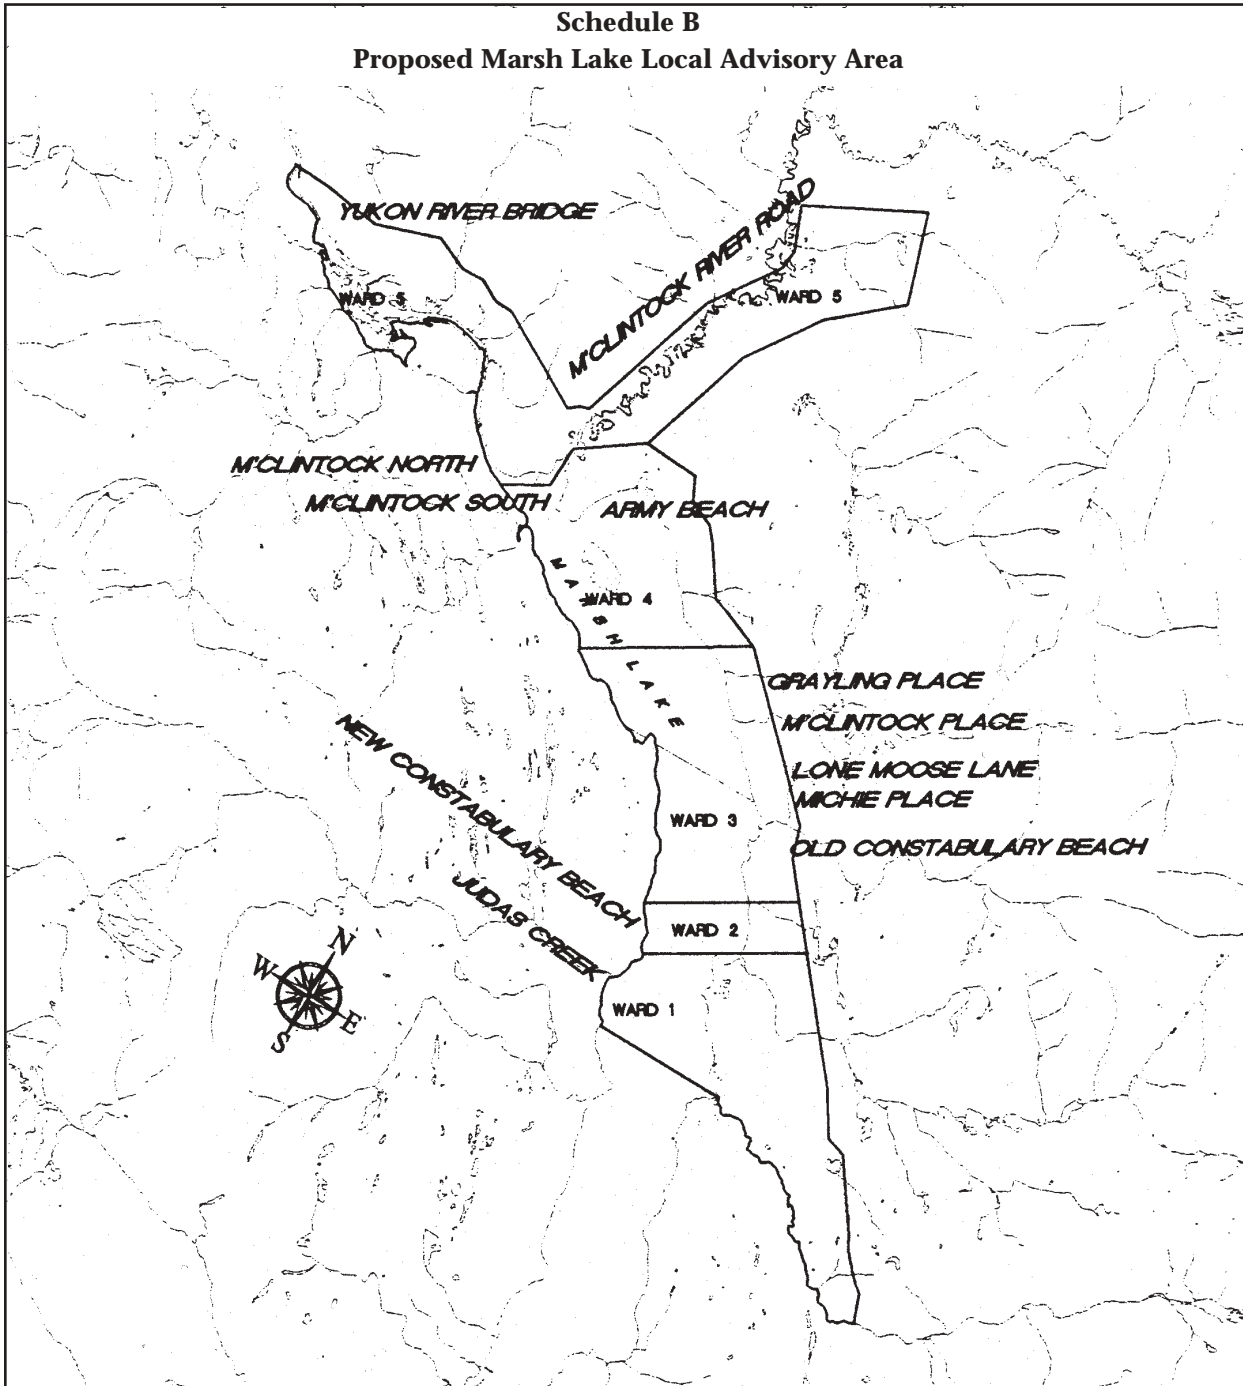 Schedule B
Proposed Marsh Lake Local Advisory Area
YUKON RIVER BRIDGE
M'CLINTOCK RIVER ROAD
WARD 5
WARD 5
M'CLINTOCK NORTH
M'CLINTOCK SOUTH
ARMY BEACH
MARSH LAKE
WARD 4
GRAYLING PLACE
M'CLINTOCK PLACE
LONE MOOSE LANE
MICHIE PLACE
OLD CONSTABULARY BEACH
NEW CONSTABULARY BEACH
JUDAS CREEK
WARD 3
WARD 2
WARD 1
N
W
E
S